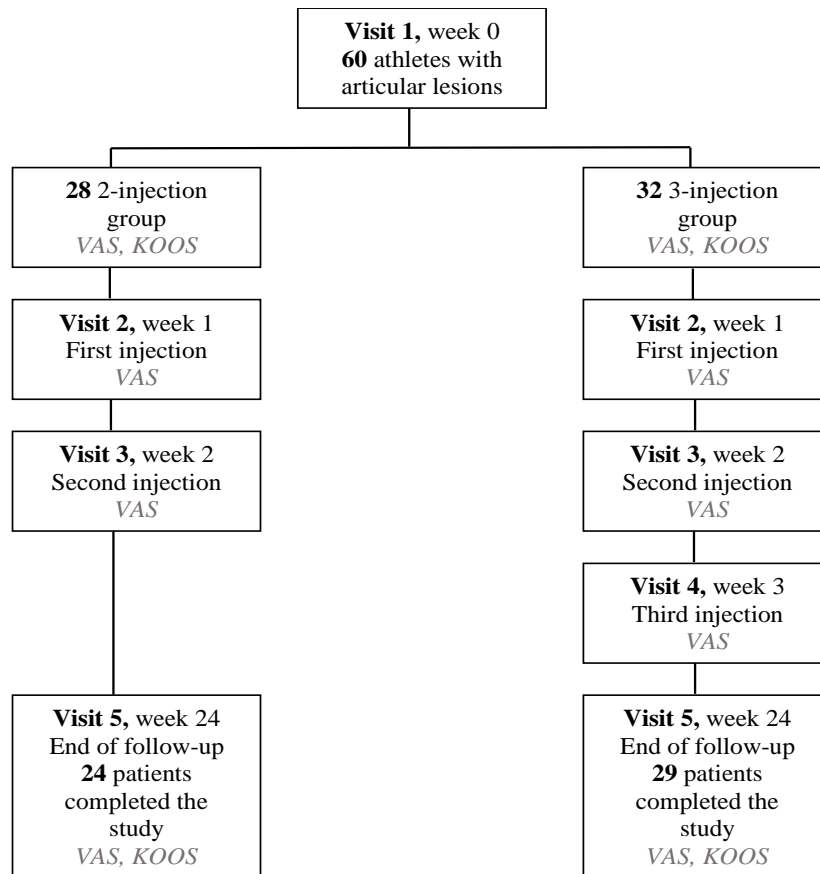 Visit 1, week 0
60 athletes with
articular lesions
28 2-injection
group
VAS, KOOS
32 3-injection
group
VAS, KOOS
Visit 2, week 1
First injection
VAS
Visit 2, week 1
First injection
VAS
Visit 3, week 2
Second injection
VAS
Visit 3, week 2
Second injection
VAS
Visit 4, week 3
Third injection
VAS
Visit 5, week 24
End of follow-up
24 patients
completed the
study
VAS, KOOS
Visit 5, week 24
End of follow-up
29 patients
completed the
study
VAS, KOOS